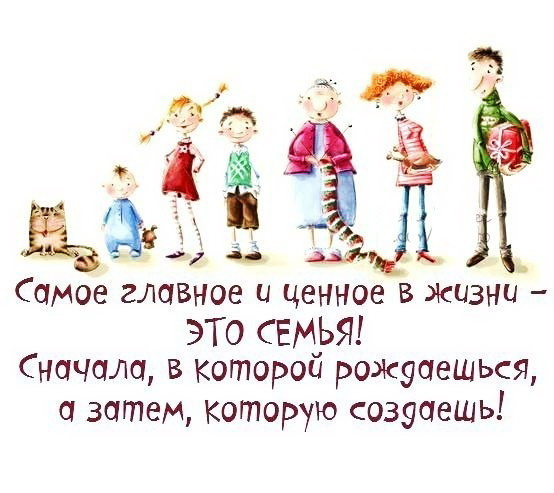 Самое главное и ценное в жизни –
ЭТО СЕМЬЯ!
Сначала, в которой рождаешься,
а затем, которую создаешь!